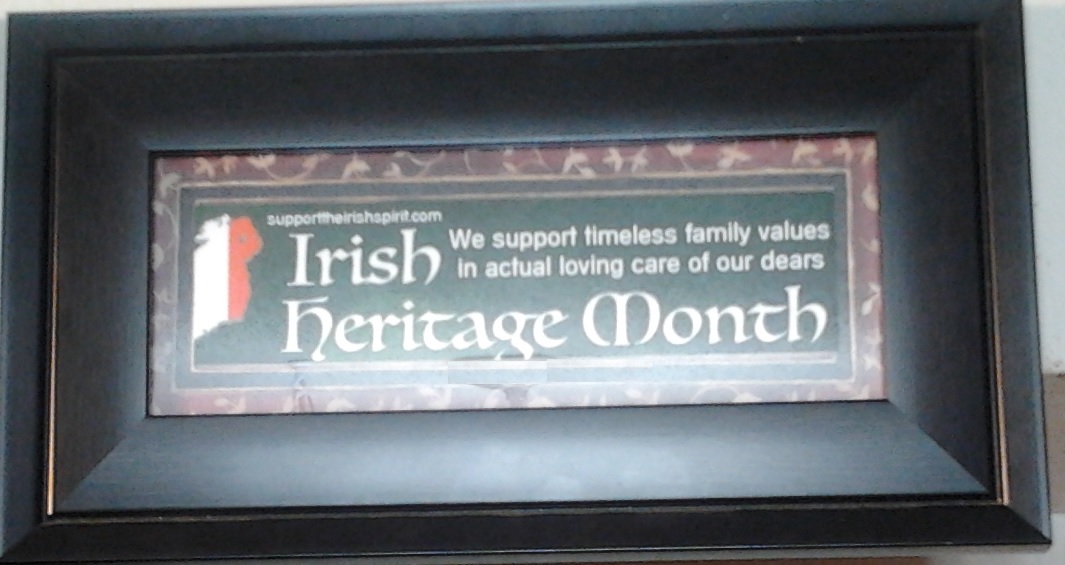 supporttheirishspirit.com
Irish
We support timeless family values
in actual loving care of our dears
Heritage Month